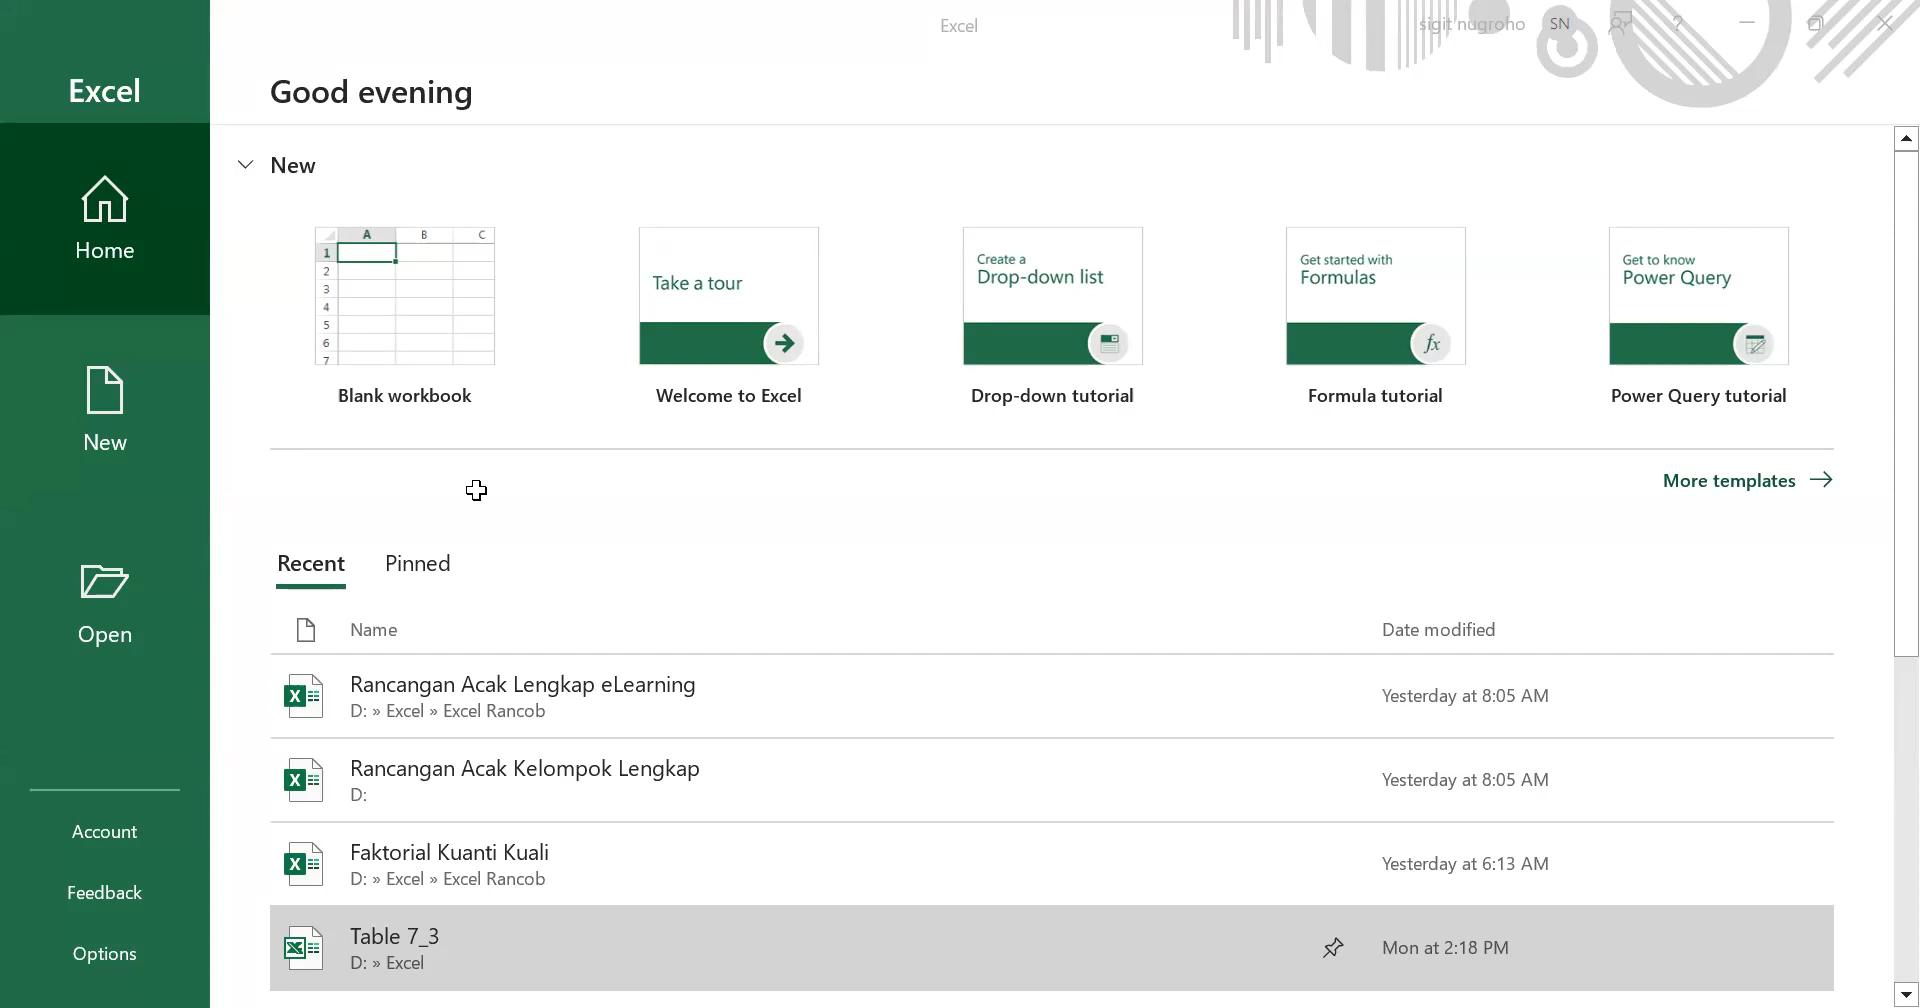 Excel
sigit nugroho SN ?
Excel
Good evening
Home
New
Open
Account
Feedback
Options
New
A B C
1
2
3
4
5
6
7
Blank workbook
Take a tour
Welcome to Excel
Create a
Drop-down list
Drop-down tutorial
Get started with
Formulas
fx
Formula tutorial
Get to know
Power Query
Power Query tutorial
More templates
Recent Pinned
Name Date modified
Rancangan Acak Lengkap eLearning
D: » Excel » Excel Rancob
Yesterday at 8:05 AM
Rancangan Acak Kelompok Lengkap
D:
Yesterday at 8:05 AM
Faktorial Kuanti Kuali
D: » Excel » Excel Rancob
Yesterday at 6:13 AM
Table 7_3
D: » Excel
Mon at 2:18 PM